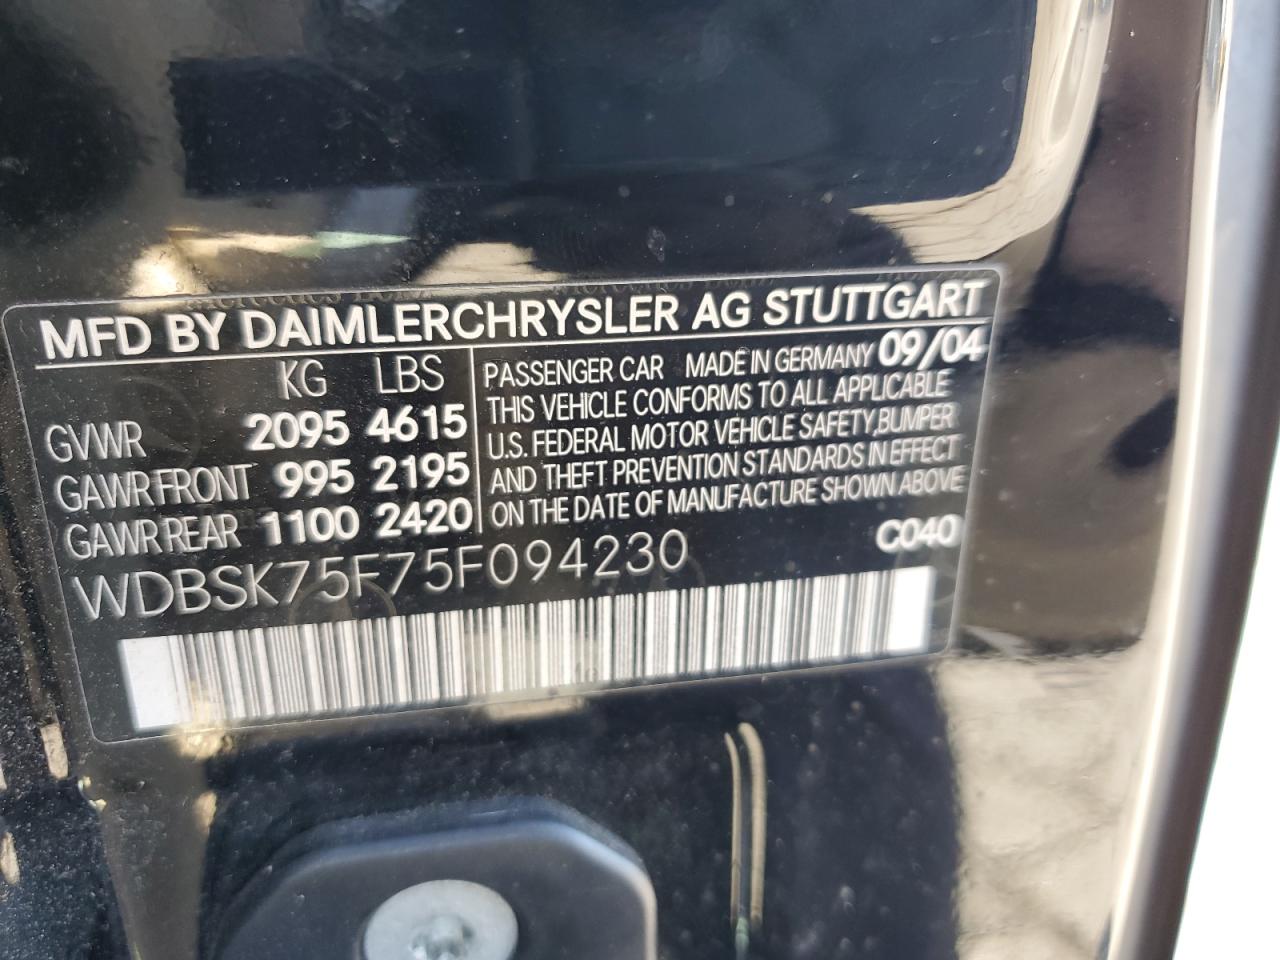 MFD BY DAIMLERCHRYSLER AG STUTTGART
KG LBS
GVWR 2095 4615
GAWR FRONT 995 2195
GAWR REAR 1100 2420
PASSENGER CAR MADE IN GERMANY 09/04
THIS VEHICLE CONFORMS TO ALL APPLICABLE
U.S. FEDERAL MOTOR VEHICLE SAFETY, BUMPER
AND THEFT PREVENTION STANDARDS IN EFFECT
ON THE DATE OF MANUFACTURE SHOWN ABOVE
WDBSK75F75F094230
C040